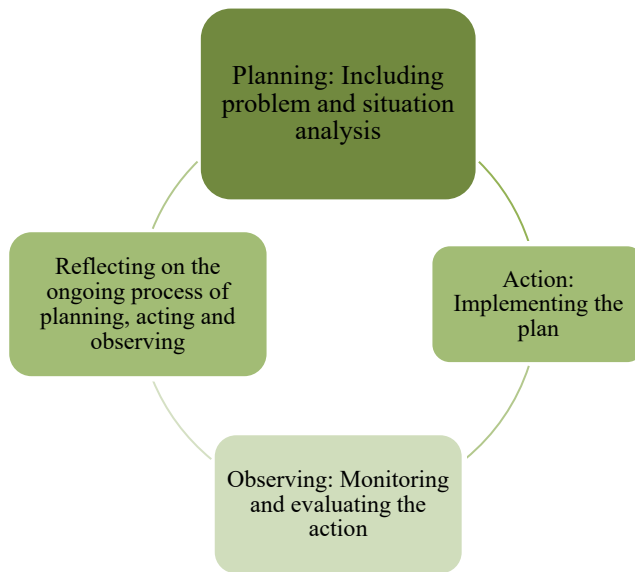 Planning: Including
problem and situation
analysis
Action:
Implementing the
plan
Observing: Monitoring
and evaluating the
action
Reflecting on the
ongoing process of
planning, acting and
observing